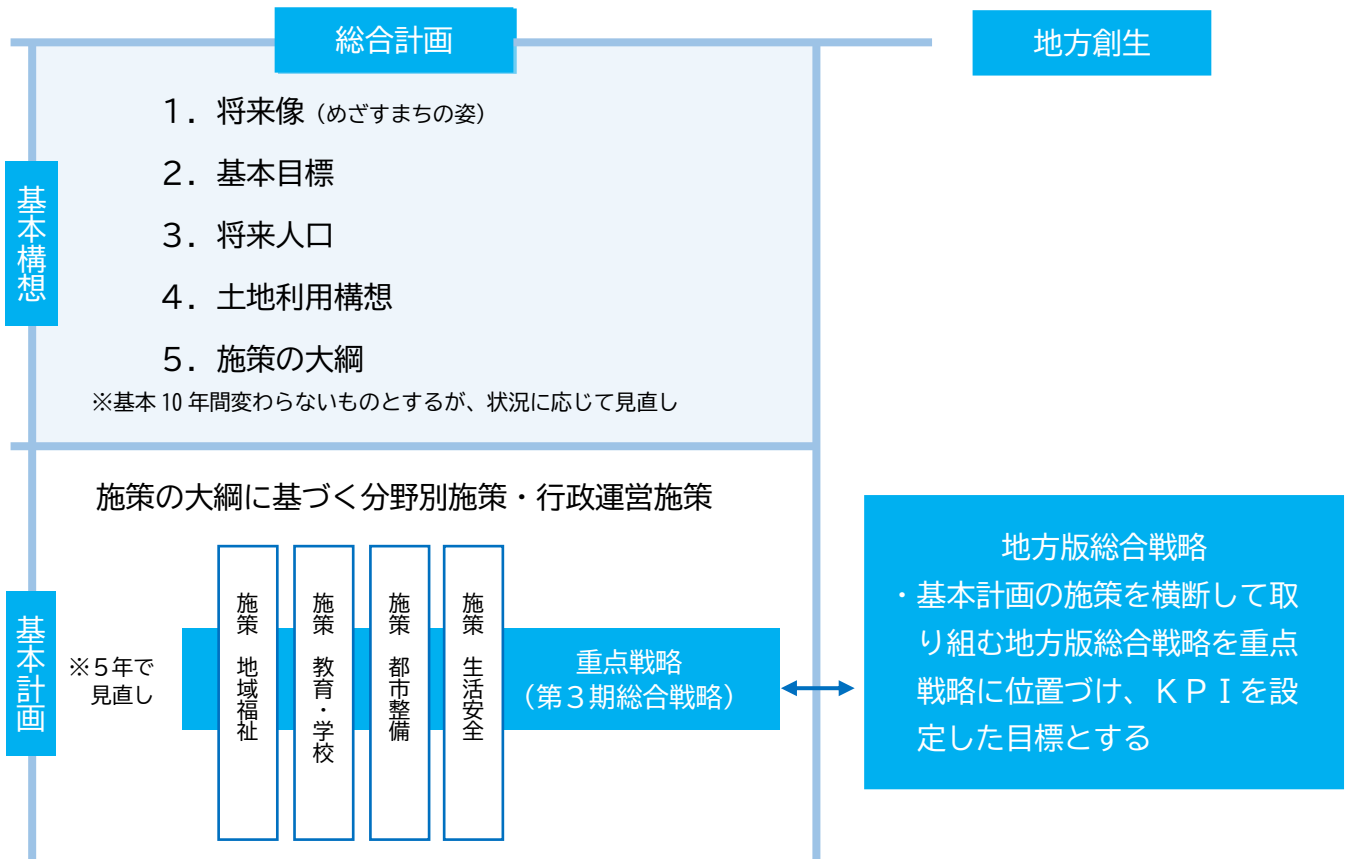 総合計画
地方創生
基本構想
１．将来像（めざすまちの姿）
２．基本目標
３．将来人口
４．土地利用構想
５．施策の大綱
※基本 10 年間変わらないものとするが、状況に応じて見直し
基本計画
施策の大綱に基づく分野別施策・行政運営施策
※５年で
見直し
施策　地域福祉
施策　教育・学校
施策　都市整備
施策　生活安全
重点戦略
（第３期総合戦略）
地方版総合戦略
・基本計画の施策を横断して取
り組む地方版総合戦略を重点
戦略に位置づけ、ＫＰＩを設
定した目標とする